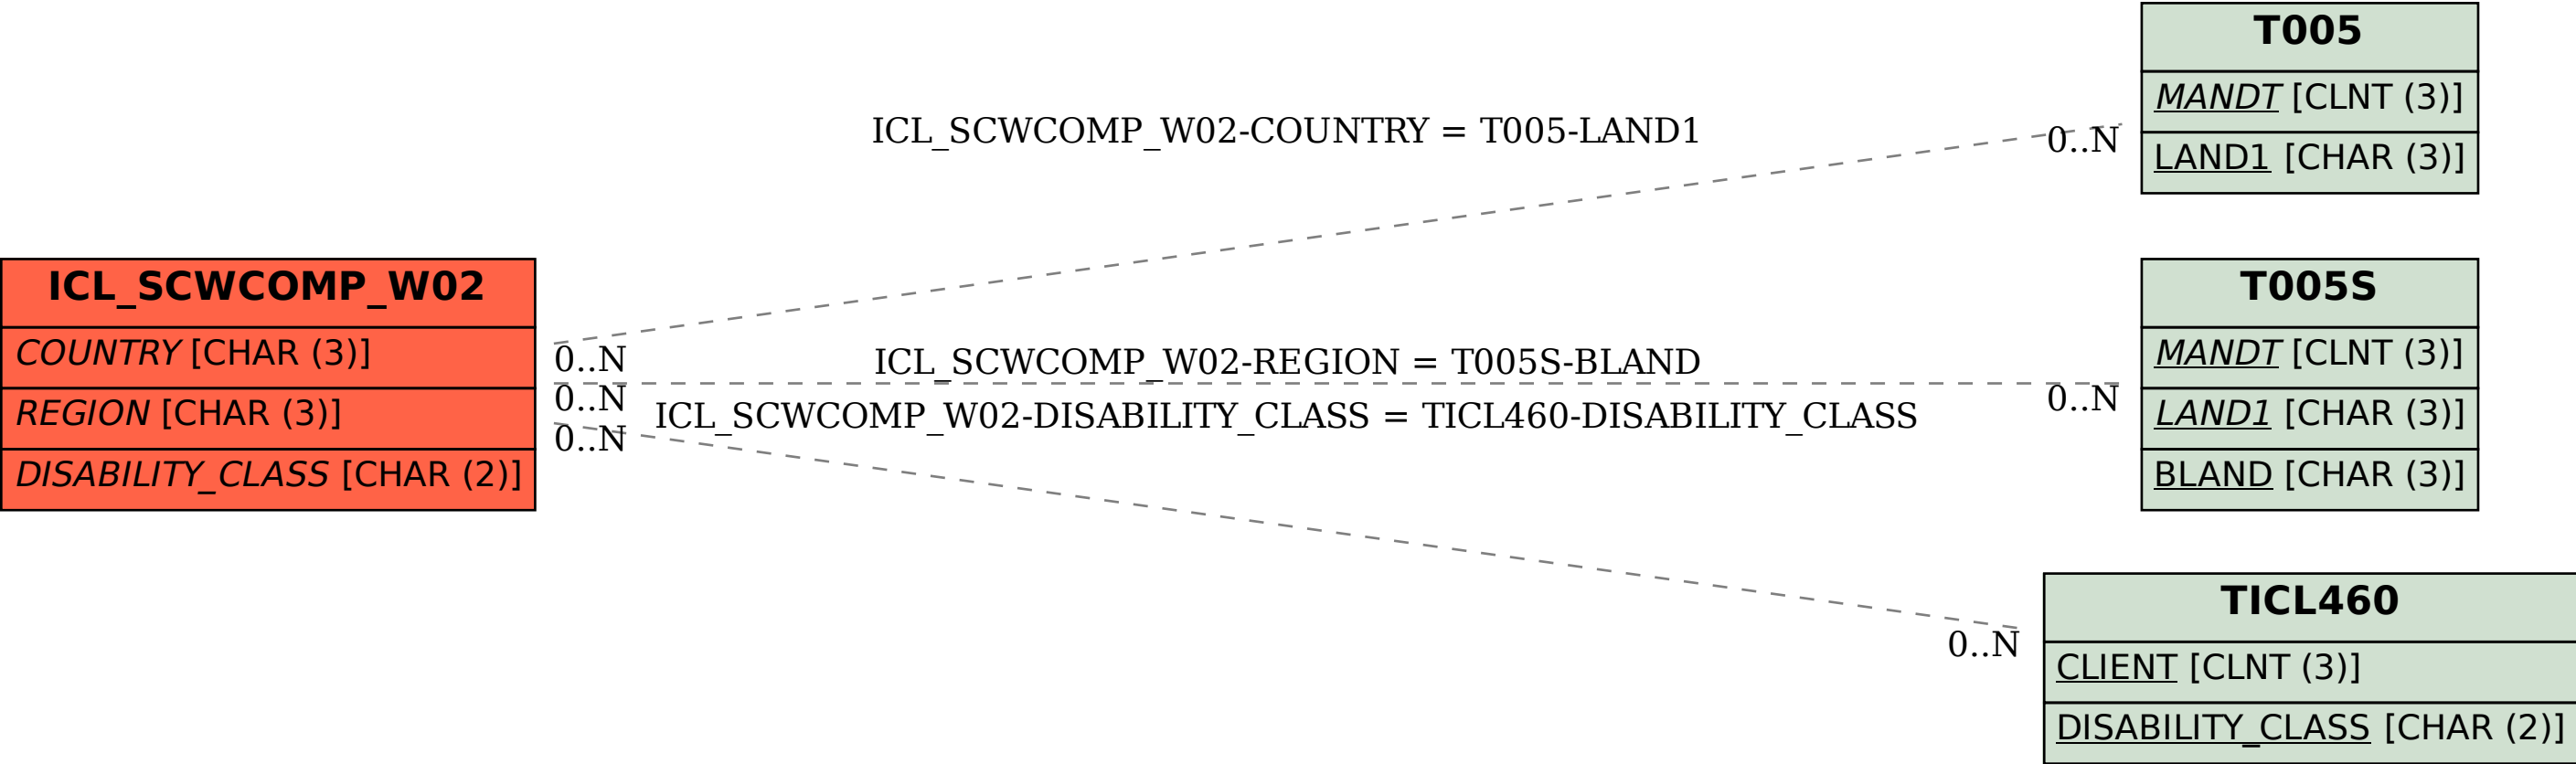 T005
MANDT [CLNT (3)]
LAND1 [CHAR (3)]
ICL_SCWCOMP_W02-COUNTRY = T005-LAND1
0..N
ICL_SCWCOMP_W02
COUNTRY [CHAR (3)]
REGION [CHAR (3)]
DISABILITY_CLASS [CHAR (2)]
0..N
0..N
0..N
ICL_SCWCOMP_W02-REGION = T005S-BLAND
ICL_SCWCOMP_W02-DISABILITY_CLASS = TICL460-DISABILITY_CLASS
0..N
T005S
MANDT [CLNT (3)]
LAND1 [CHAR (3)]
BLAND [CHAR (3)]
0..N
TICL460
CLIENT [CLNT (3)]
DISABILITY_CLASS [CHAR (2)]